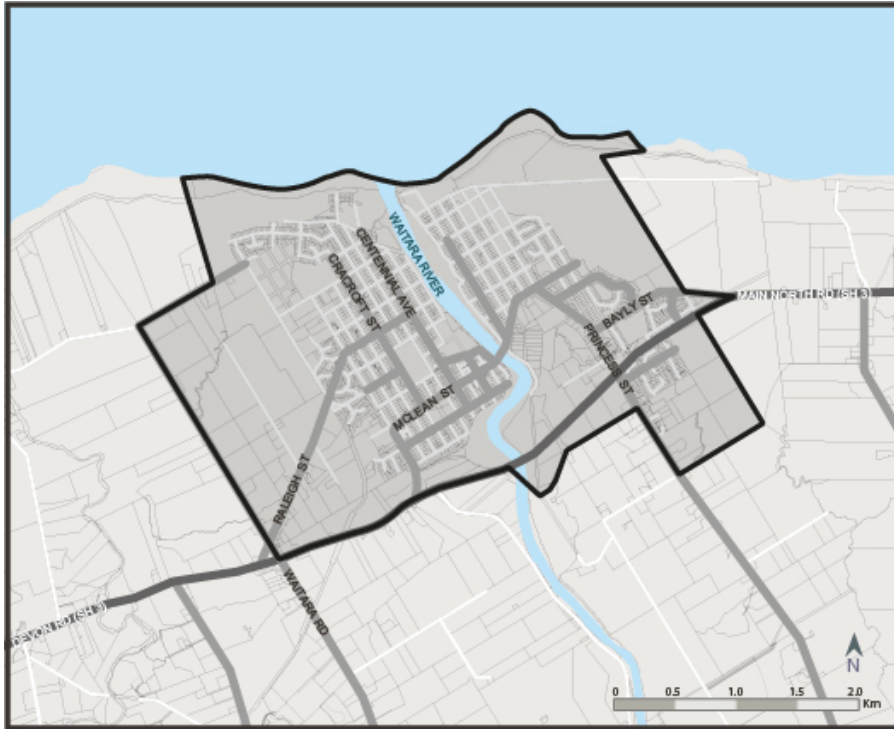 WAITARA RIVER
CENTENNIAL AVE
CRACROFT ST
MAIN NORTH RD (SH 3)
BAYLY ST
PRINCESS ST
MCLEAN ST
RALEIGH ST
WAITARA RD
DEVON RD (SH 3)
N
0 0.5 1.0 1.5 2.0
Km